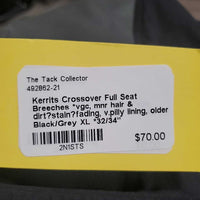 The Tack Collector
492862-21
Kerrits Crossover Full Seat
Breeches *vgc, mnr hair &
dirt?stain?fading, v.pilly lining, older
Black/Grey XL *32/34"
$70.00
2N1STS